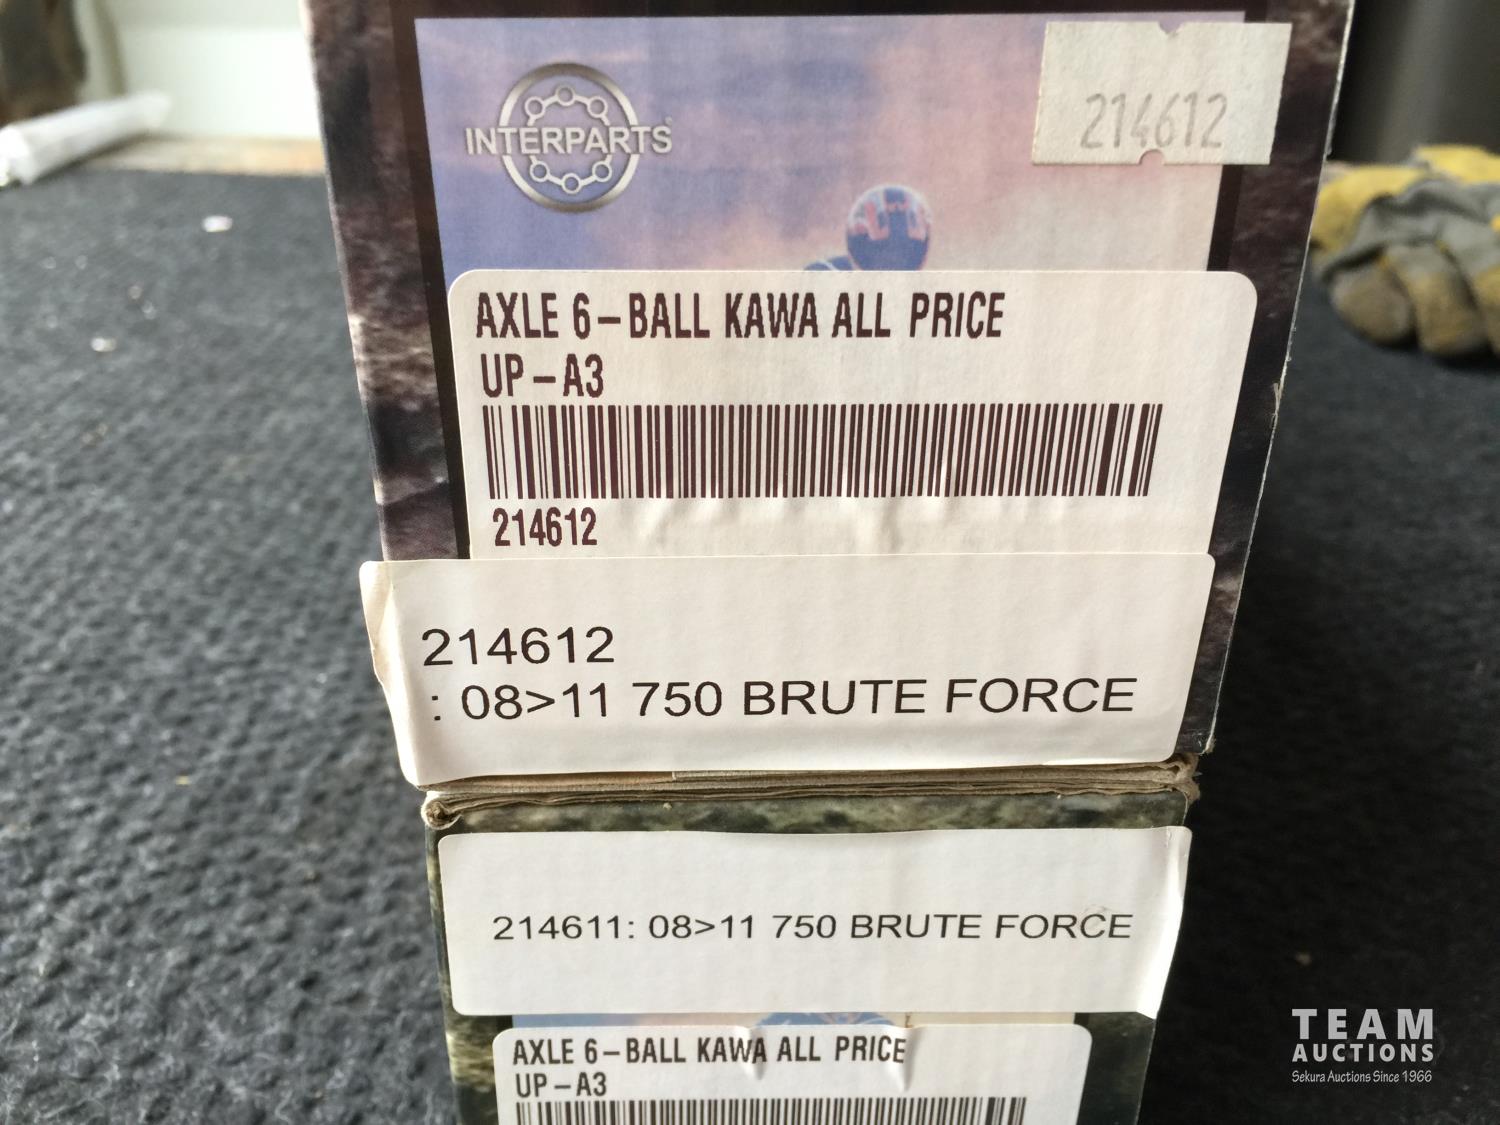 INTERPARTS
214612
AXLE 6-BALL KAWA ALL PRICE
UP-A3
214612
214612
: 08>11 750 BRUTE FORCE
214611: 08>11 750 BRUTE FORCE
AXLE 6-BALL KAWA ALL PRICE
UP-A3
TEAM
AUCTIONS
Sekura Auctions Since 1966